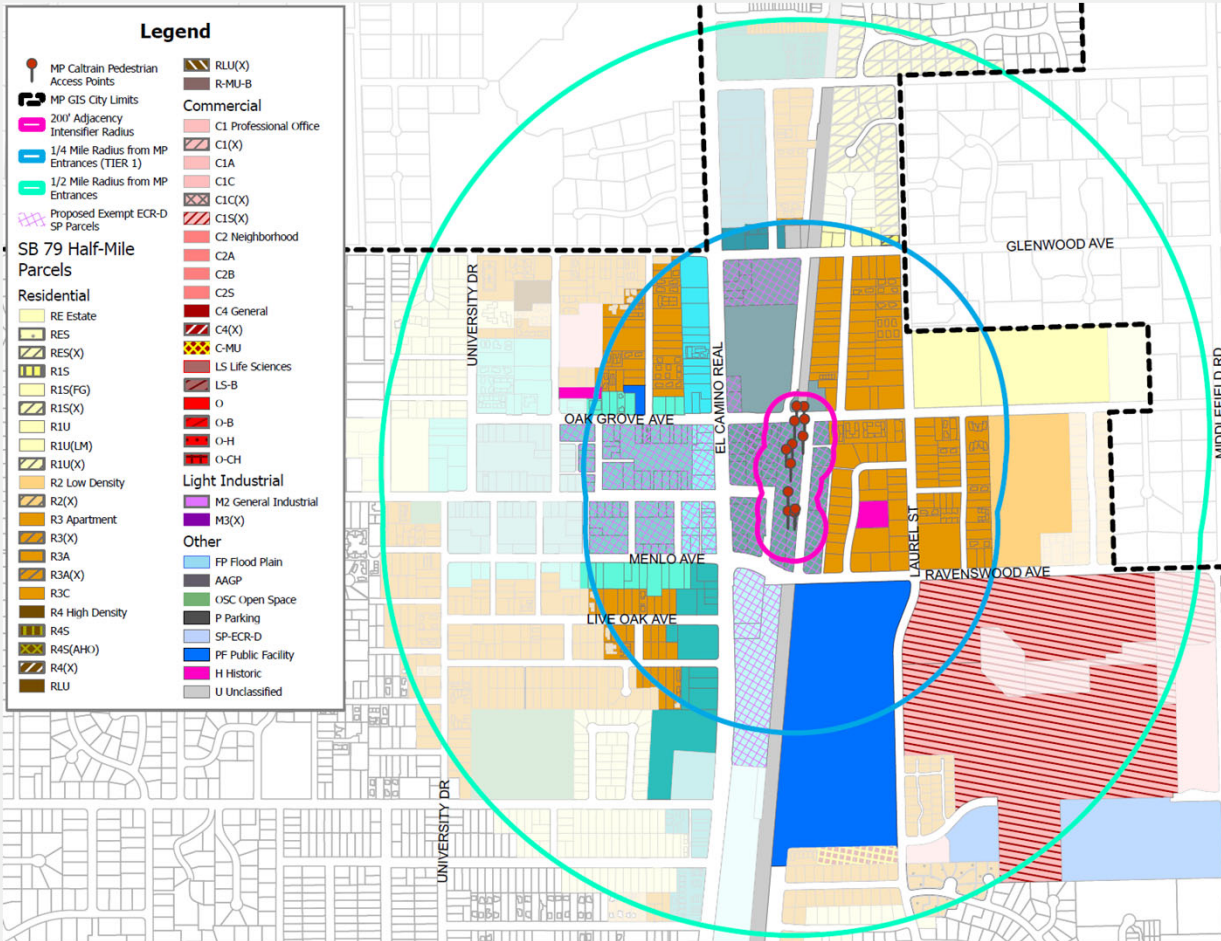 Legend
MP Caltrain Pedestrian
Access Points
MP GIS City Limits
200' Adjacency
Intensifier Radius
1/4 Mile Radius from MP
Entrances (TIER 1)
1/2 Mile Radius from MP
Entrances
Proposed Exempt ECR-D
SP Parcels
SB 79 Half-Mile
Parcels
Residential
RE Estate
RES
RES(X)
R1S
R1S(FG)
R1S(X)
R1U
R1U(LM)
R1U(X)
R2 Low Density
R2(X)
R3 Apartment
R3(X)
R3A
R3A(X)
R3C
R4 High Density
R4S
R4S(AHO)
R4(X)
RLU
RLU(X)
R-MU-B
Commercial
C1 Professional Office
C1(X)
C1A
C1C
C1C(X)
C1S(X)
C2 Neighborhood
C2A
C2B
C2S
C4 General
C4(X)
C-MU
LS Life Sciences
LS-B
O
O-B
O-H
O-CH
Light Industrial
M2 General Industrial
M3(X)
Other
FP Flood Plain
AAGP
OSC Open Space
P Parking
SP-ECR-D
PF Public Facility
H Historic
U Unclassified
GLENWOOD AVE
UNIVERSITY DR
EL CAMINO REAL
MIDDLEFIELD RD
OAK GROVE AVE
LAUREL ST
MENLO AVE
RAVENSWOOD AVE
LIVE OAK AVE
UNIVERSITY DR